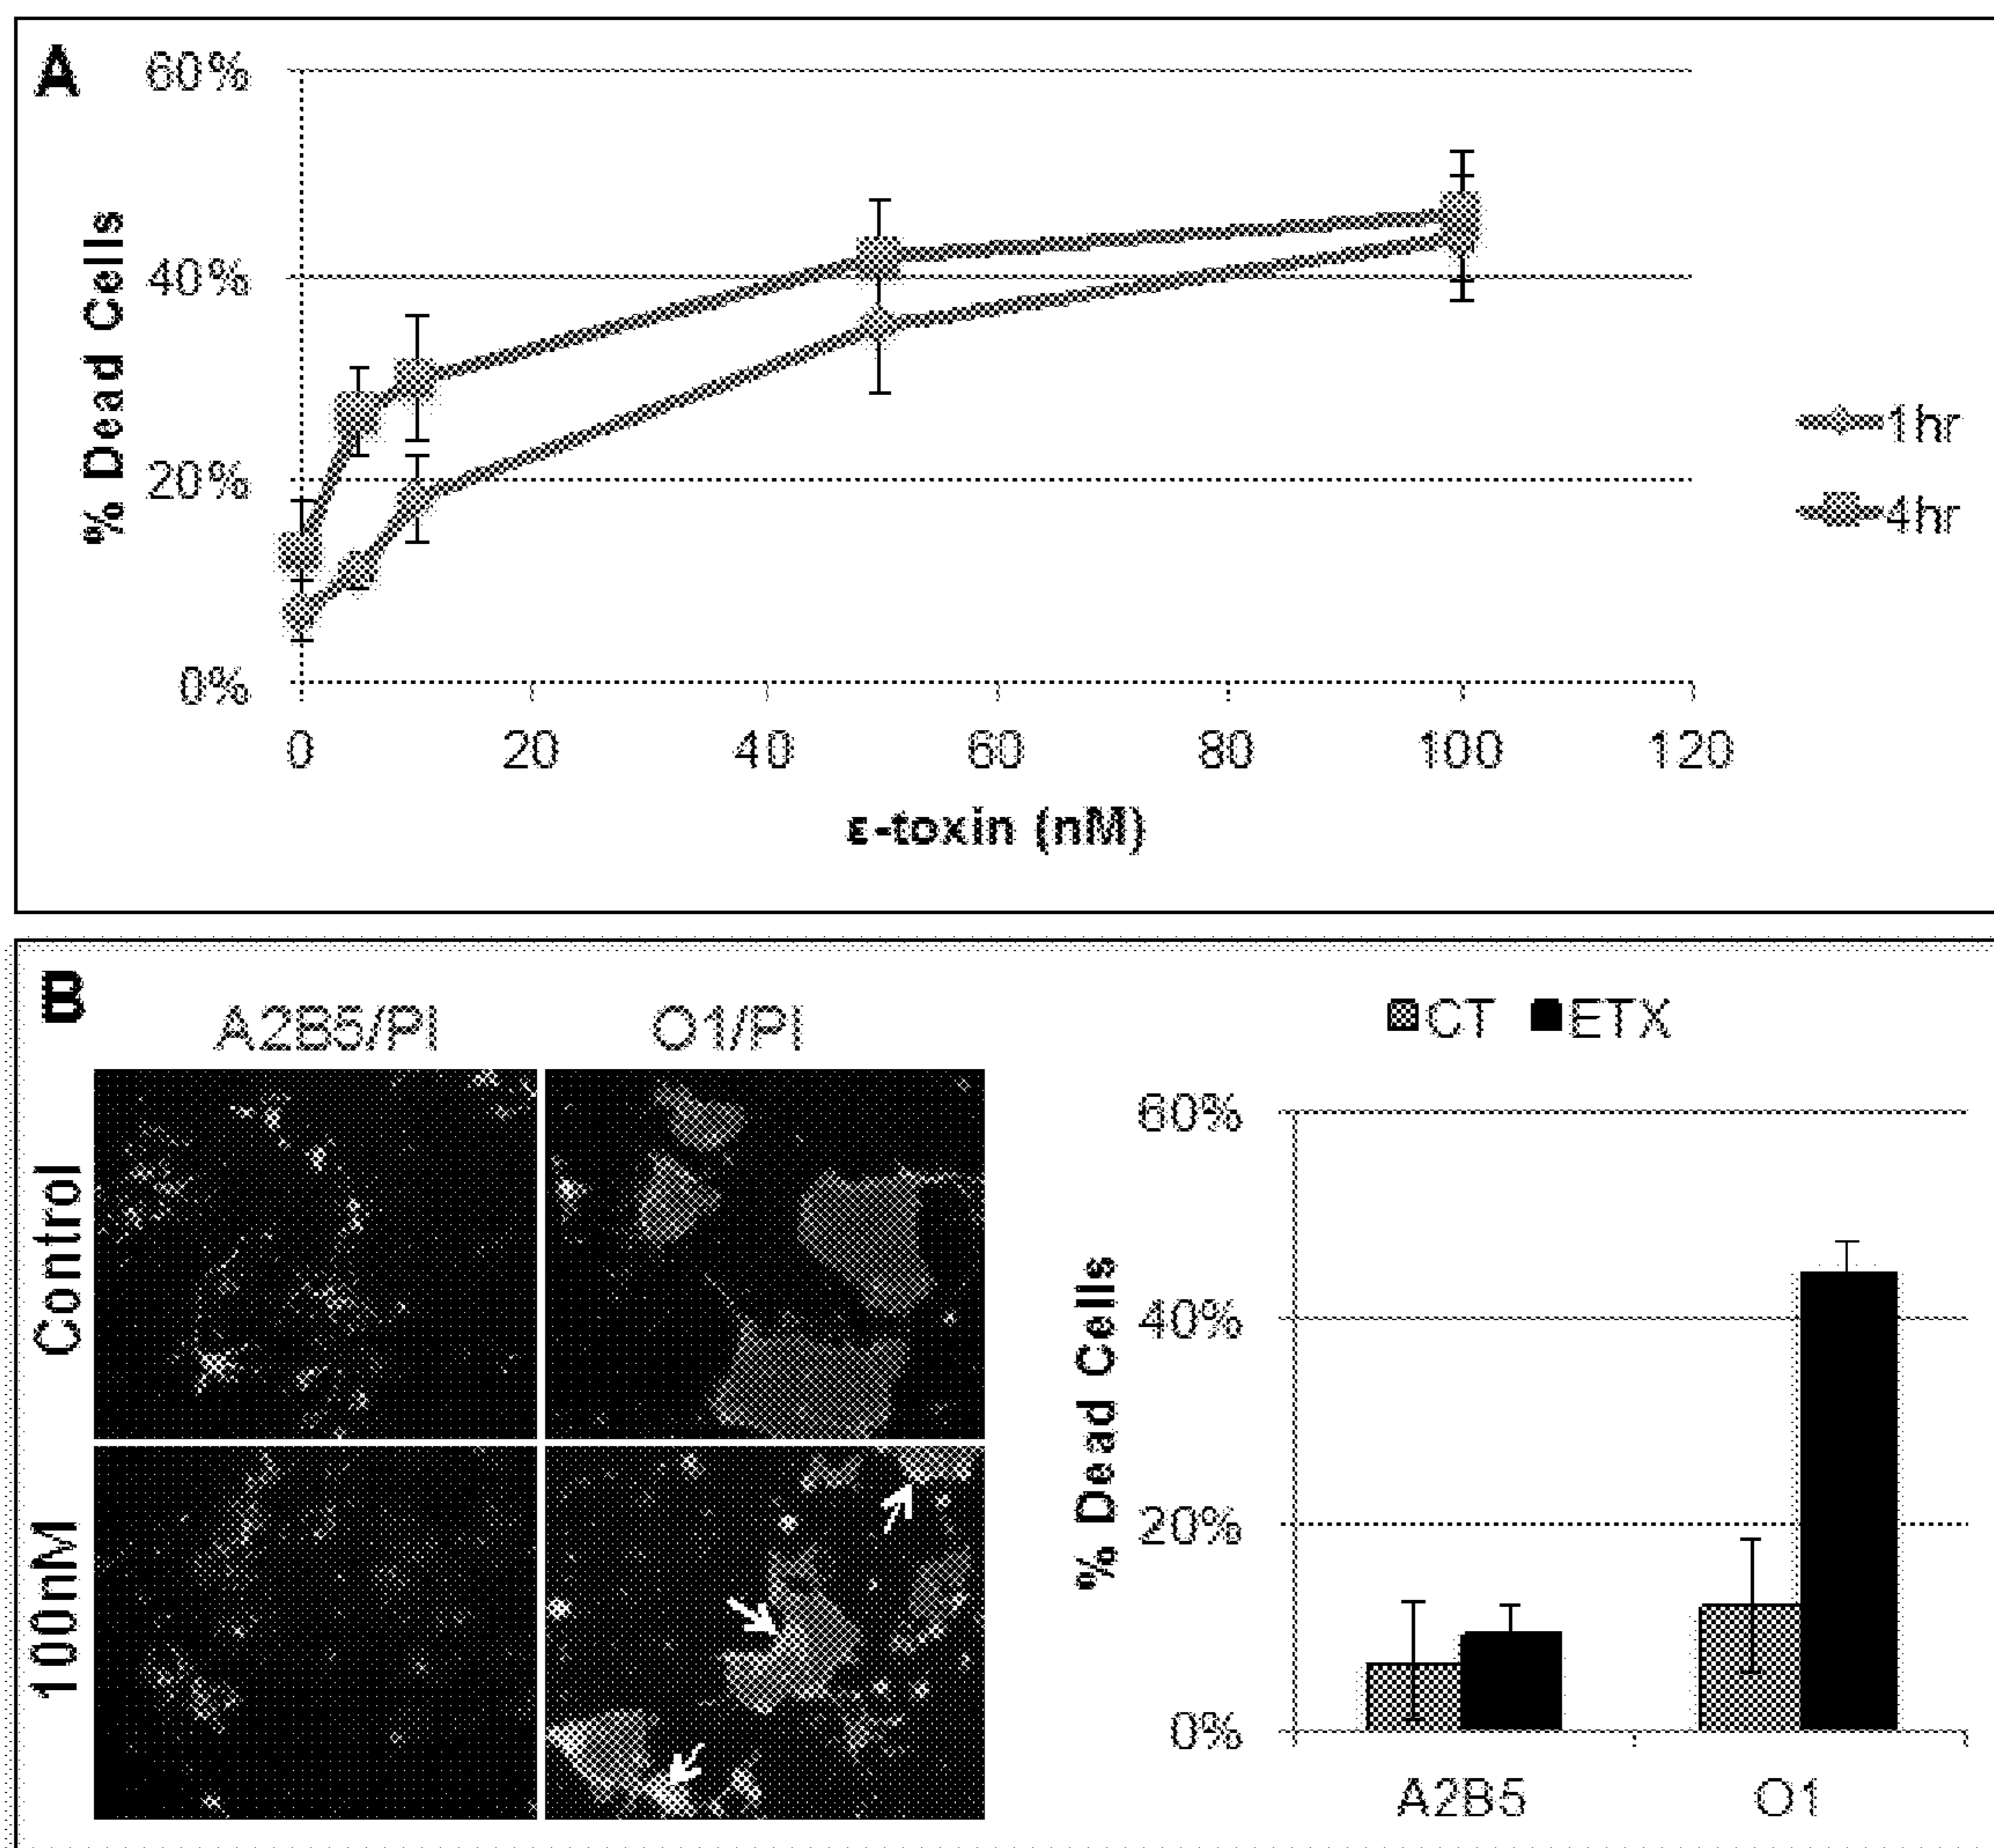 A
60%
40%
20%
0%
% Dead Cells
0 20 40 60 80 100 120
ε-toxin (nM)
1hr
4hr
B
A2B5/PI O1/PI
Control
100nM
CT ETX
60%
40%
20%
0%
% Dead Cells
A2B5 O1